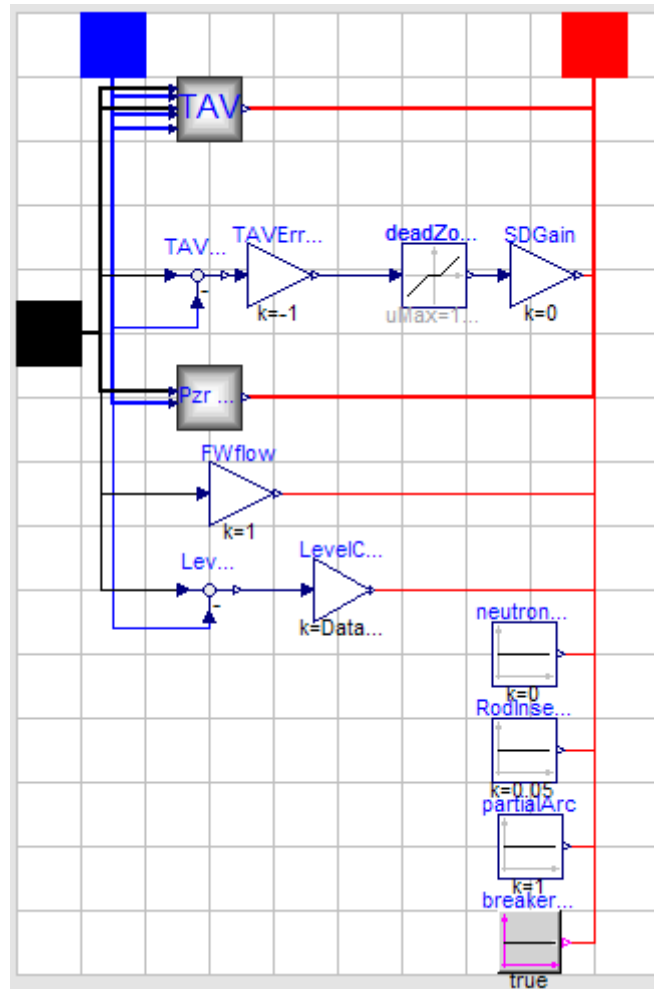 TAV
TAV...
TAVErr...
deadZo...
SDGain
-
k=-1
uMax=1...
k=0
Pzr ...
FWflow
k=1
Lev...
LevelC...
-
k=Data...
neutron...
k=0
RodInse...
k=0.05
partialArc
k=1
breaker...
true